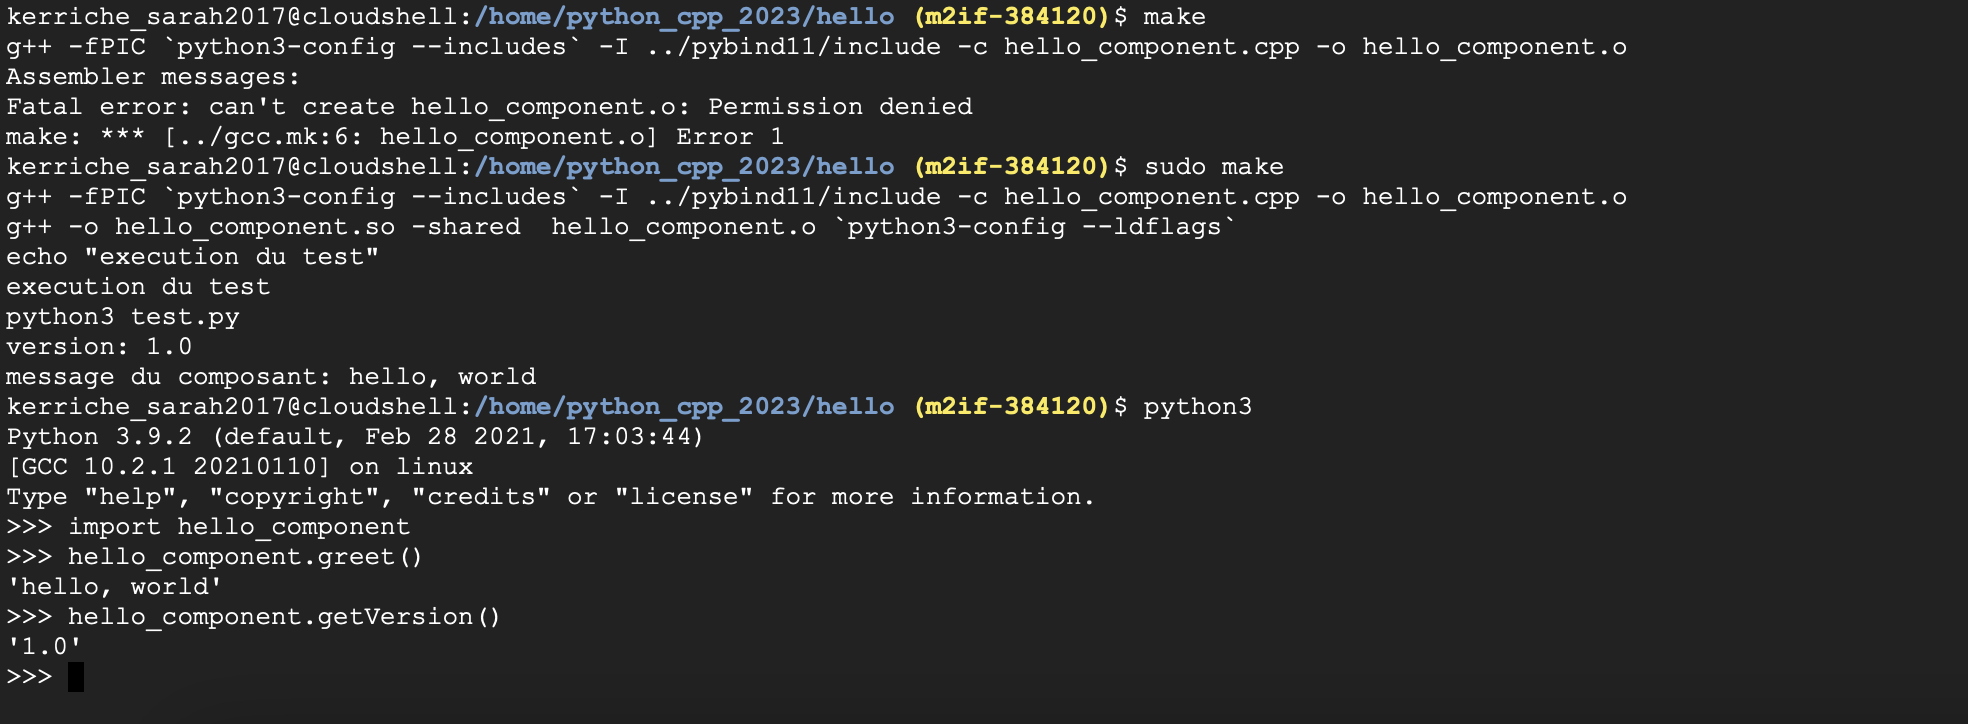 kerriche_sarah2017@cloudshell:/home/python_cpp_2023/hello (m2if-384120)$ make
g++ -fPIC `python3-config --includes` -I ../pybind11/include -c hello_component.cpp -o hello_component.o
Assembler messages:
Fatal error: can't create hello_component.o: Permission denied
make: *** [../gcc.mk:6: hello_component.o] Error 1
kerriche_sarah2017@cloudshell:/home/python_cpp_2023/hello (m2if-384120)$ sudo make
g++ -fPIC `python3-config --includes` -I ../pybind11/include -c hello_component.cpp -o hello_component.o
g++ -o hello_component.so -shared  hello_component.o `python3-config --ldflags`
echo "execution du test"
execution du test
python3 test.py
version: 1.0
message du composant: hello, world
kerriche_sarah2017@cloudshell:/home/python_cpp_2023/hello (m2if-384120)$ python3
Python 3.9.2 (default, Feb 28 2021, 17:03:44)
[GCC 10.2.1 20210110] on linux
Type "help", "copyright", "credits" or "license" for more information.
>>> import hello_component
>>> hello_component.greet()
'hello, world'
>>> hello_component.getVersion()
'1.0'
>>>